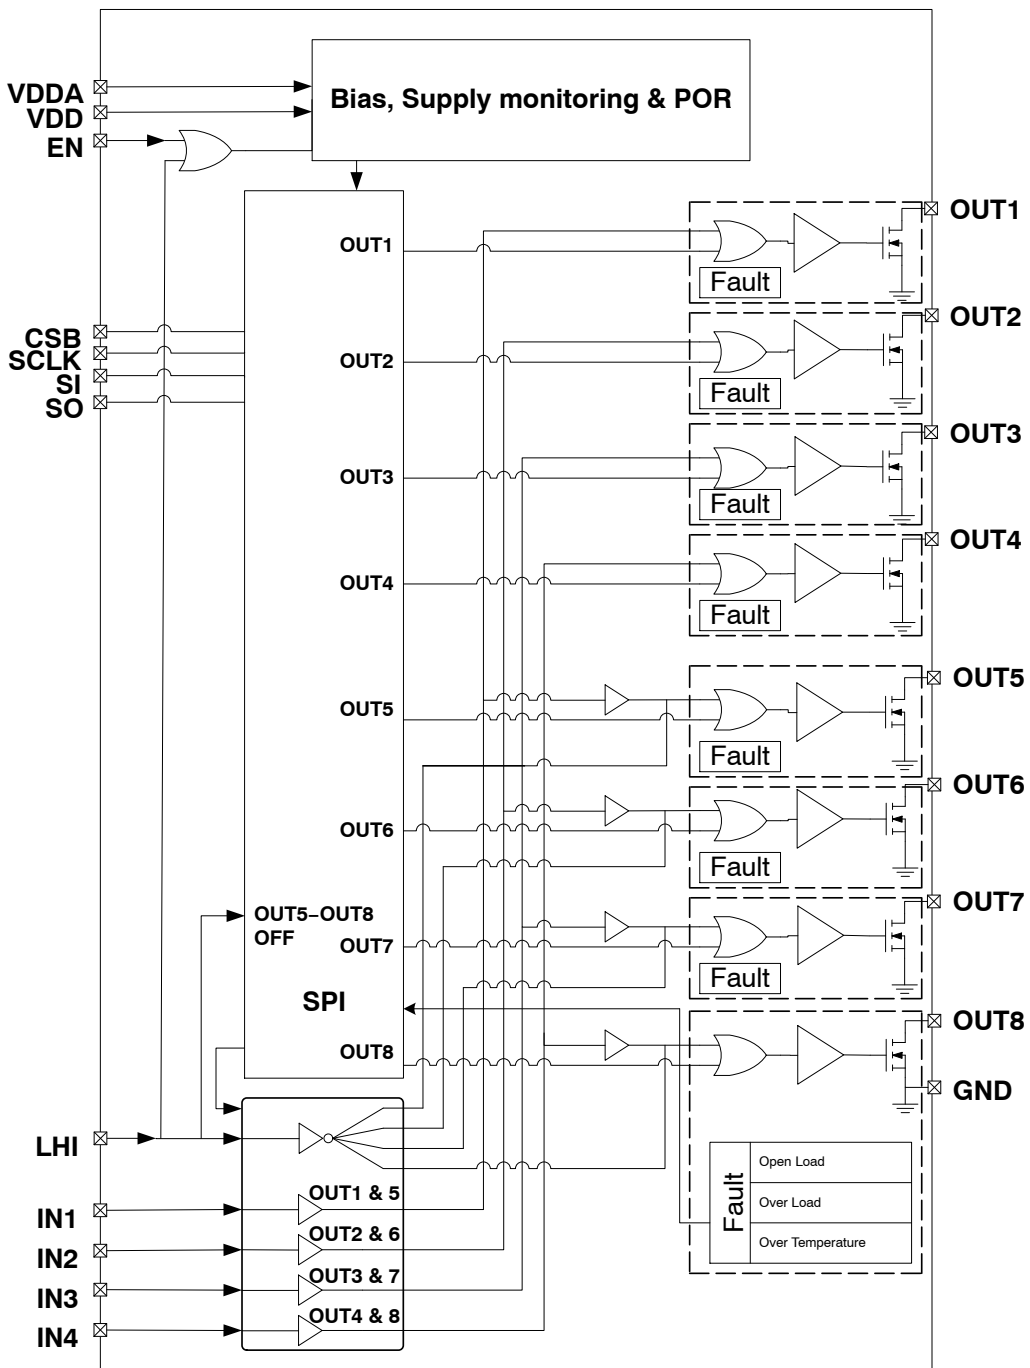 Bias, Supply monitoring & POR
VDDA
VDD
EN
CSB
SCLK
SI
SO
LHI
IN1
IN2
IN3
IN4
OUT1
OUT2
OUT3
OUT4
OUT5
OUT6
OUT5–OUT8
OFF
OUT7
SPI
OUT8
OUT1 & 5
OUT2 & 6
OUT3 & 7
OUT4 & 8
Fault
Fault
Fault
Fault
Fault
Fault
Fault
Fault
Open Load
Over Load
Over Temperature
OUT1
OUT2
OUT3
OUT4
OUT5
OUT6
OUT7
OUT8
GND